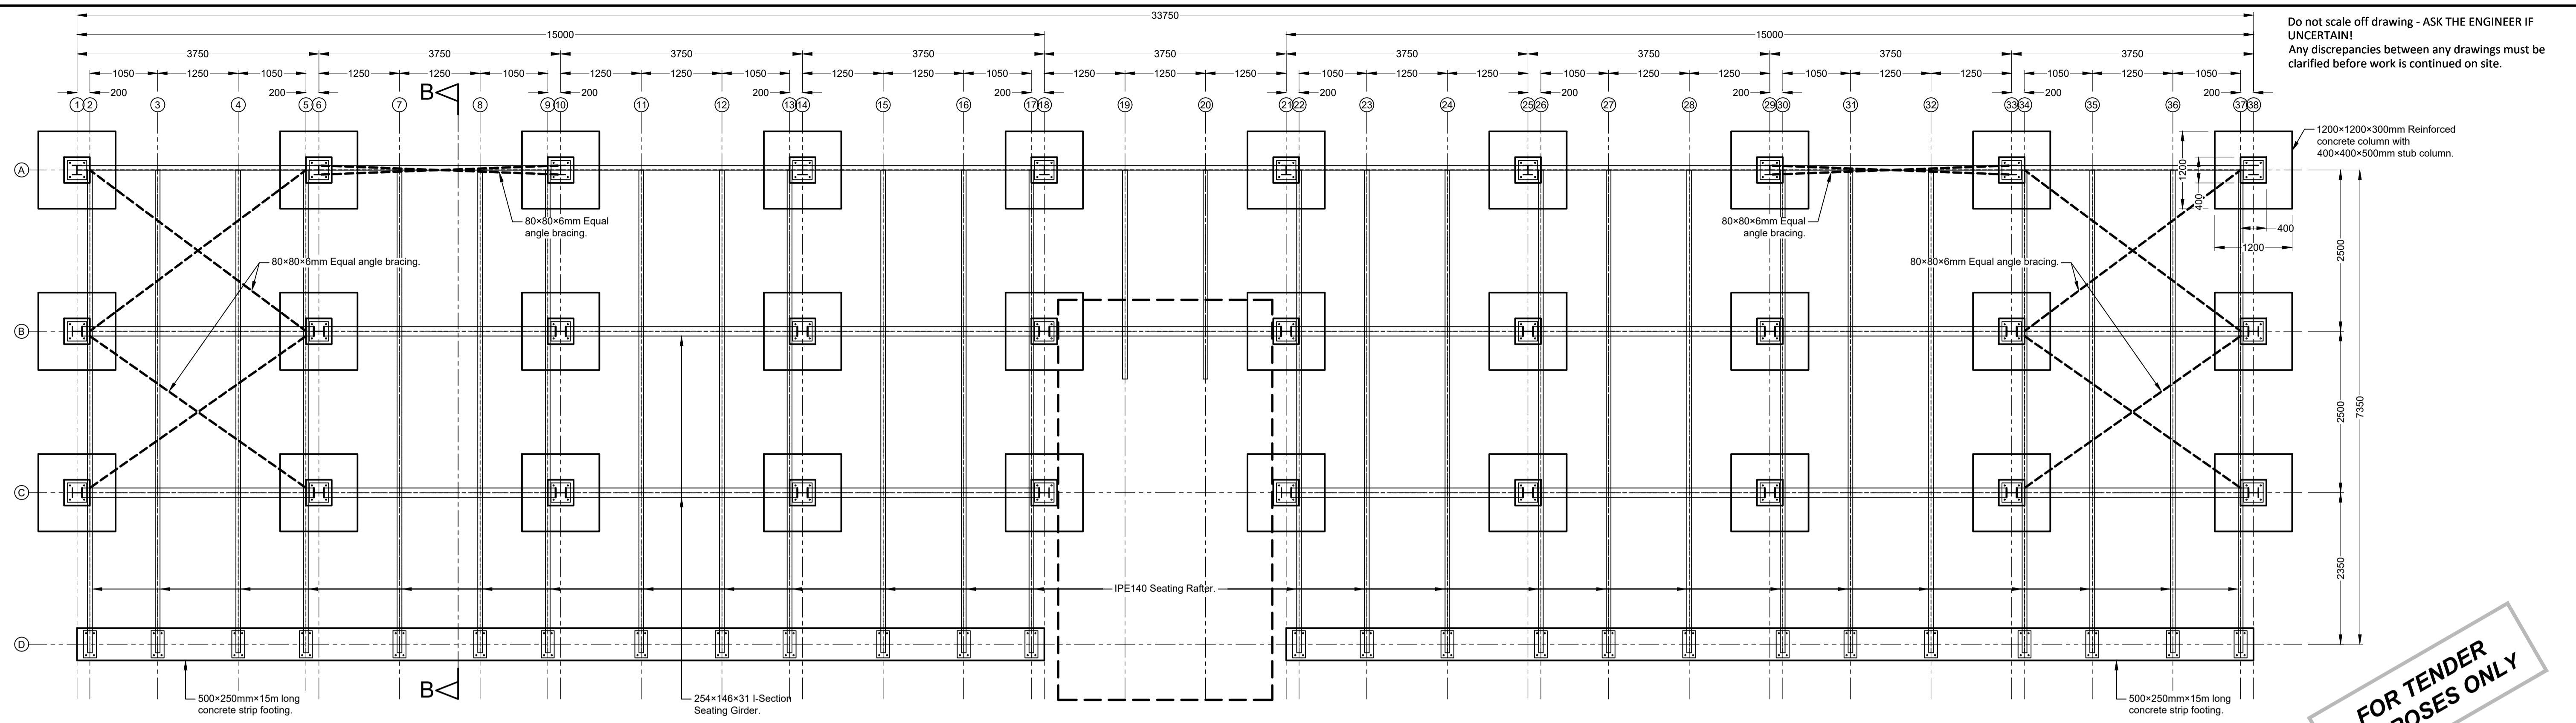 33750
15000 15000
3750 3750 3750 3750 3750 3750 3750 3750 3750
1050 1250 1050 1250 1250 1050 1250 1250 1050 1250 1250 1050 1250 1250 1250 1050 1250 1050 1250 1250 1050 1250 1250 1050 1250 1250 1050
200 200 200 200 200 200 200 200 200 200
1 2 3 4 5 6 7 8 9 10 11 12 13 14 15 16 17 18 19 20 21 22 23 24 25 26 27 28 29 30 31 32 33 34 35 36 37 38
Do not scale off drawing - ASK THE ENGINEER IF
UNCERTAIN!
Any discrepancies between any drawings must be
clarified before work is continued on site.
B
A
1200×1200×300mm Reinforced
concrete column with
400×400×500mm stub column.
1200
400
400
1200
80×80×6mm Equal
angle bracing.
80×80×6mm Equal
angle bracing.
80×80×6mm Equal angle bracing.
80×80×6mm Equal angle bracing.
2500
B
2500
7350
C
2350
IPE140 Seating Rafter.
D
B
500×250mm×15m long
concrete strip footing.
254×146×31 I-Section
Seating Girder.
500×250mm×15m long
concrete strip footing.
FOR TENDER
POSES ONLY